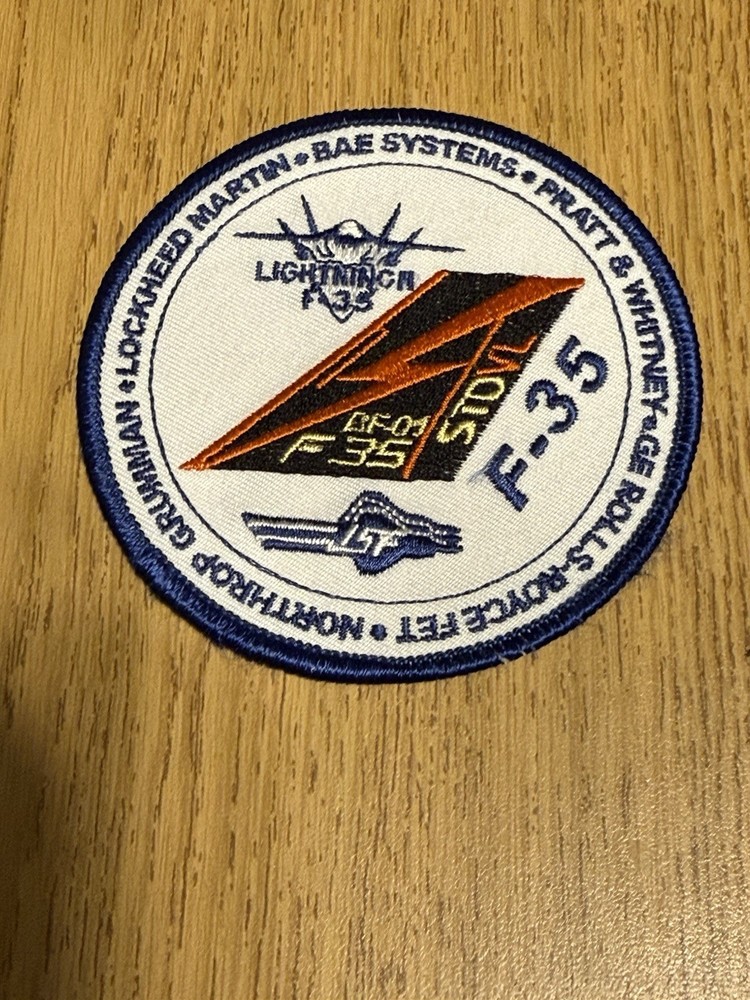 LOCKHEED MARTIN • BAE SYSTEMS • PRATT & WHITNEY • GE ROLLS-ROYCE FET • NORTHROP GRUMMAN •
LIGHTNING II
F-35
BF-01
F 35
STOVL
F-35